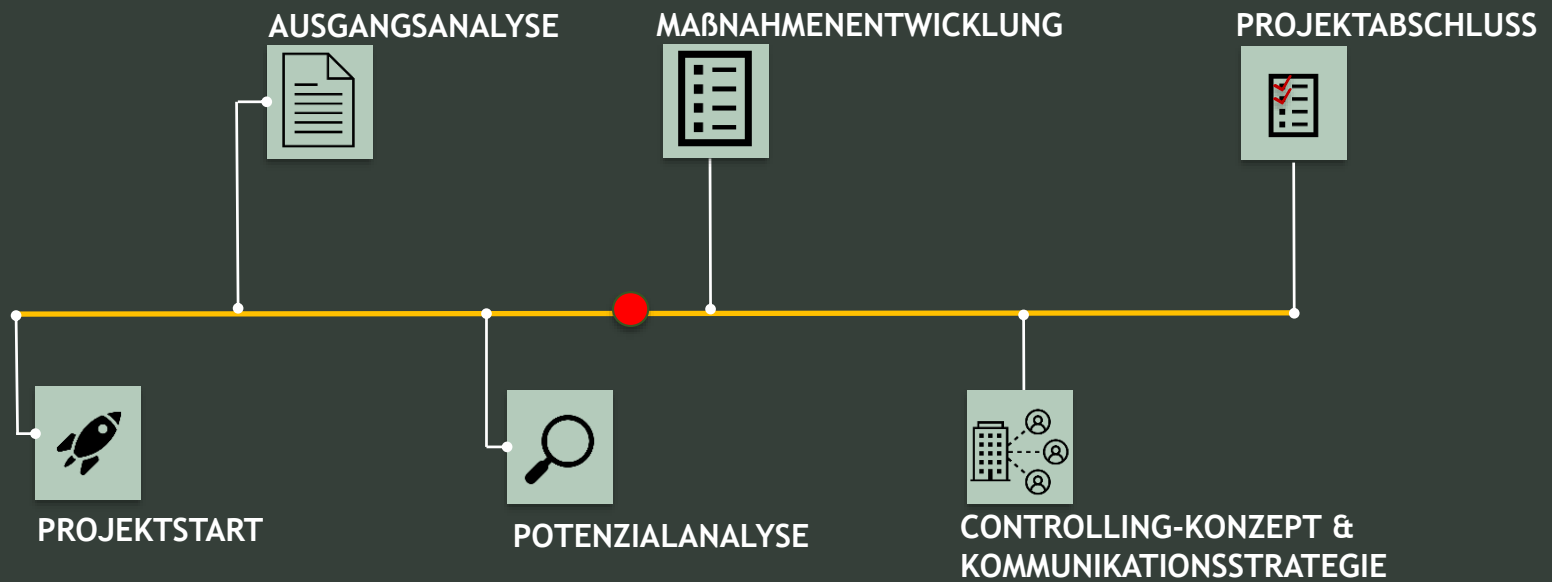 AUSGANGSANALYSE
MAßNAHMENENTWICKLUNG
PROJEKTABSCHLUSS
PROJEKTSTART
POTENZIALANALYSE
CONTROLLING-KONZEPT &
KOMMUNIKATIONSSTRATEGIE